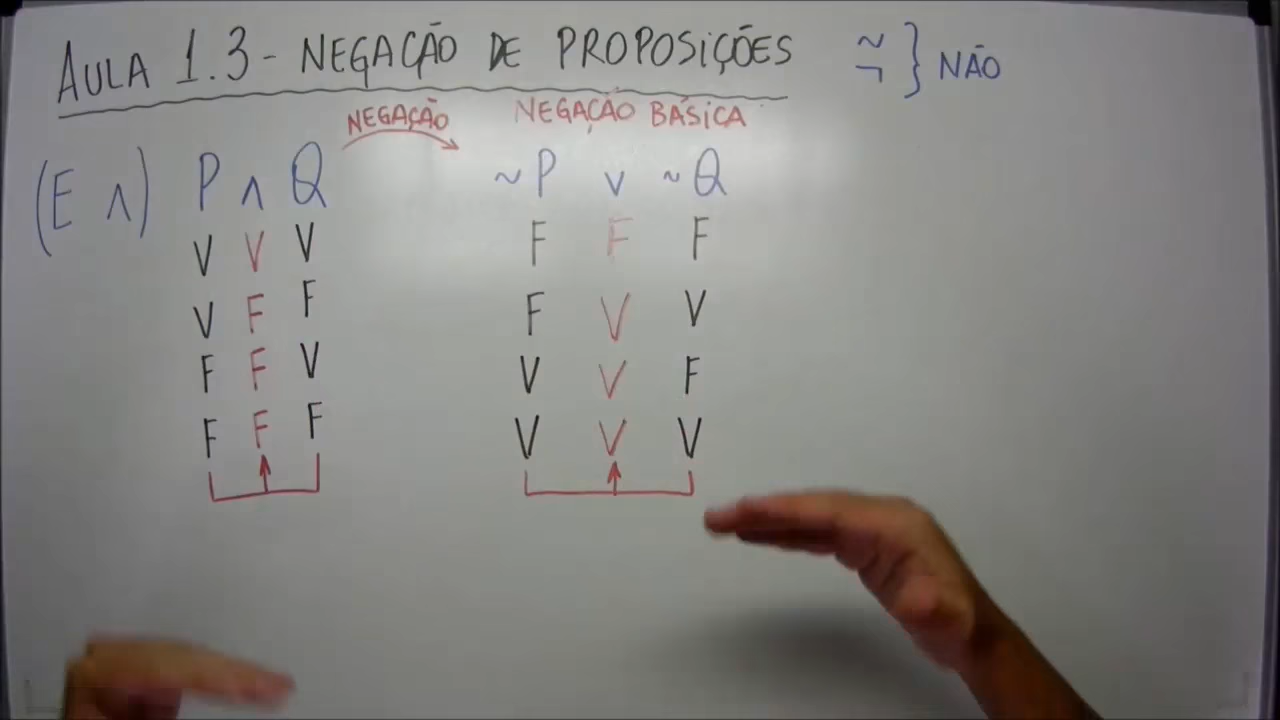 AULA 1.3 - NEGAÇÃO DE PROPOSIÇÕES ~ ¬ } NÃO
NEGAÇÃO NEGAÇÃO BÁSICA
(E ∧) P ∧ Q ~P ∨ ~Q
V V V F F F
V F F F V V
F F V V V F
F F F V V V